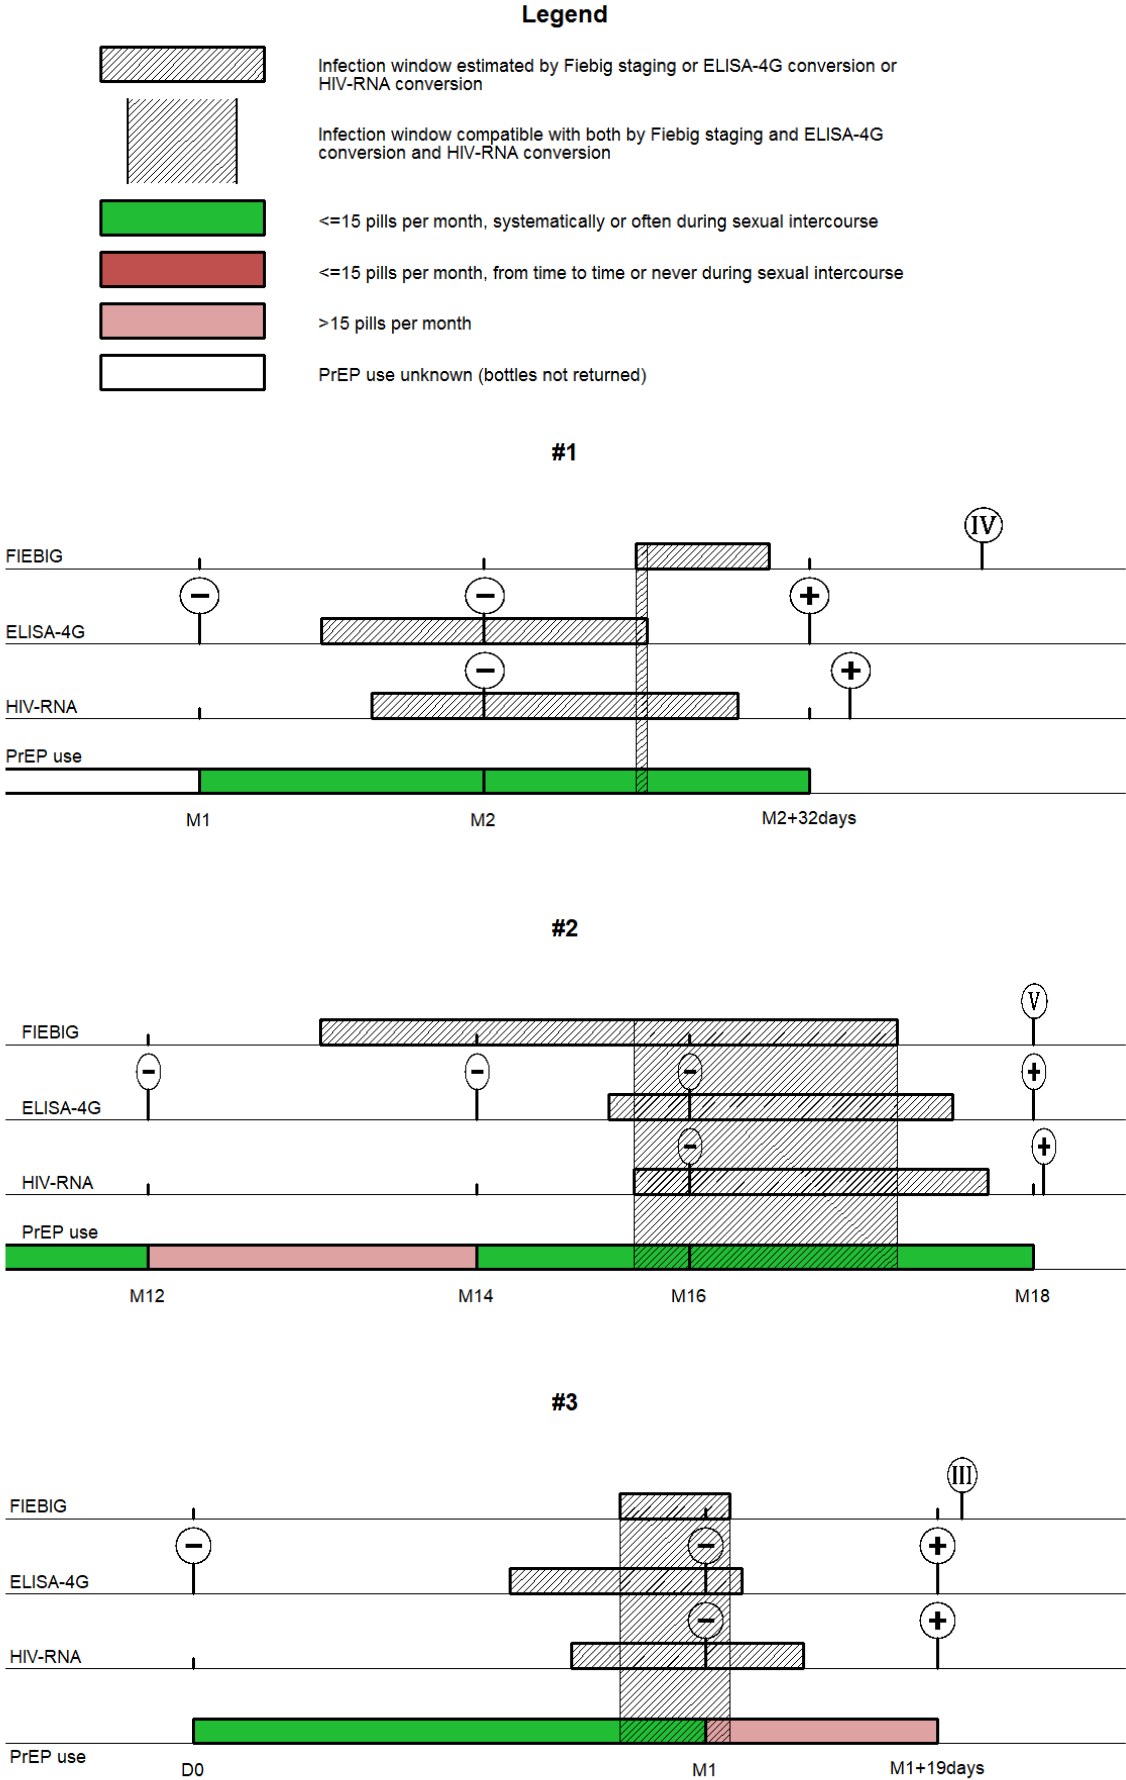 Legend
Infection window estimated by Fiebig staging or ELISA-4G conversion or
HIV-RNA conversion
Infection window compatible with both by Fiebig staging and ELISA-4G
conversion and HIV-RNA conversion
<=15 pills per month, systematically or often during sexual intercourse
<=15 pills per month, from time to time or never during sexual intercourse
>15 pills per month
PrEP use unknown (bottles not returned)
#1
IV
FIEBIG
− − +
ELISA-4G
− +
HIV-RNA
PrEP use
M1 M2 M2+32days
#2
V
FIEBIG
− − − +
ELISA-4G
− +
HIV-RNA
PrEP use
M12 M14 M16 M18
#3
III
FIEBIG
− − +
ELISA-4G
− +
HIV-RNA
PrEP use
D0 M1 M1+19days